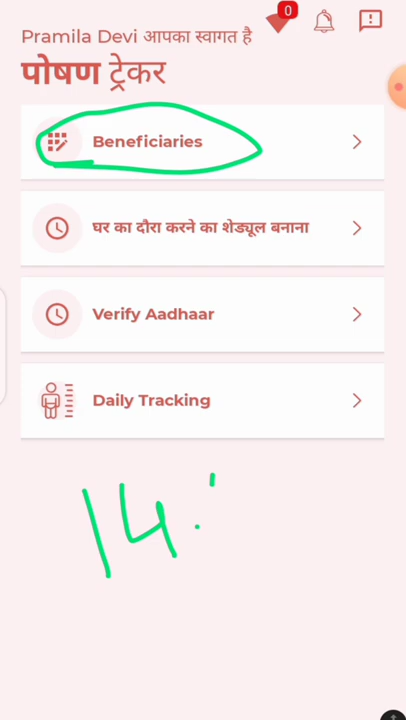 0
Pramila Devi आपका स्वागत है
पोषण ट्रेकर
Beneficiaries
घर का दौरा करने का शेड्यूल बनाना
Verify Aadhaar
Daily Tracking
14.